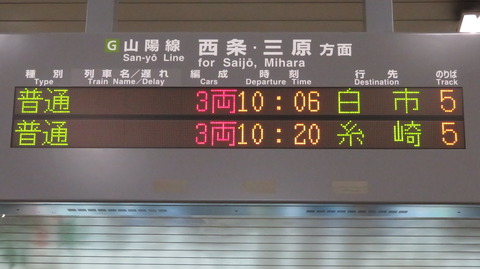 G 山陽線 西条・三原方面
San-yō Line for Saijō, Mihara
種別 列車名/遅れ 編成 時刻 行先 のりば
Type Train Name/Delay Cars Departure Time Destination Track
普通 3両 10:06 白市 5
普通 3両 10:20 糸崎 5